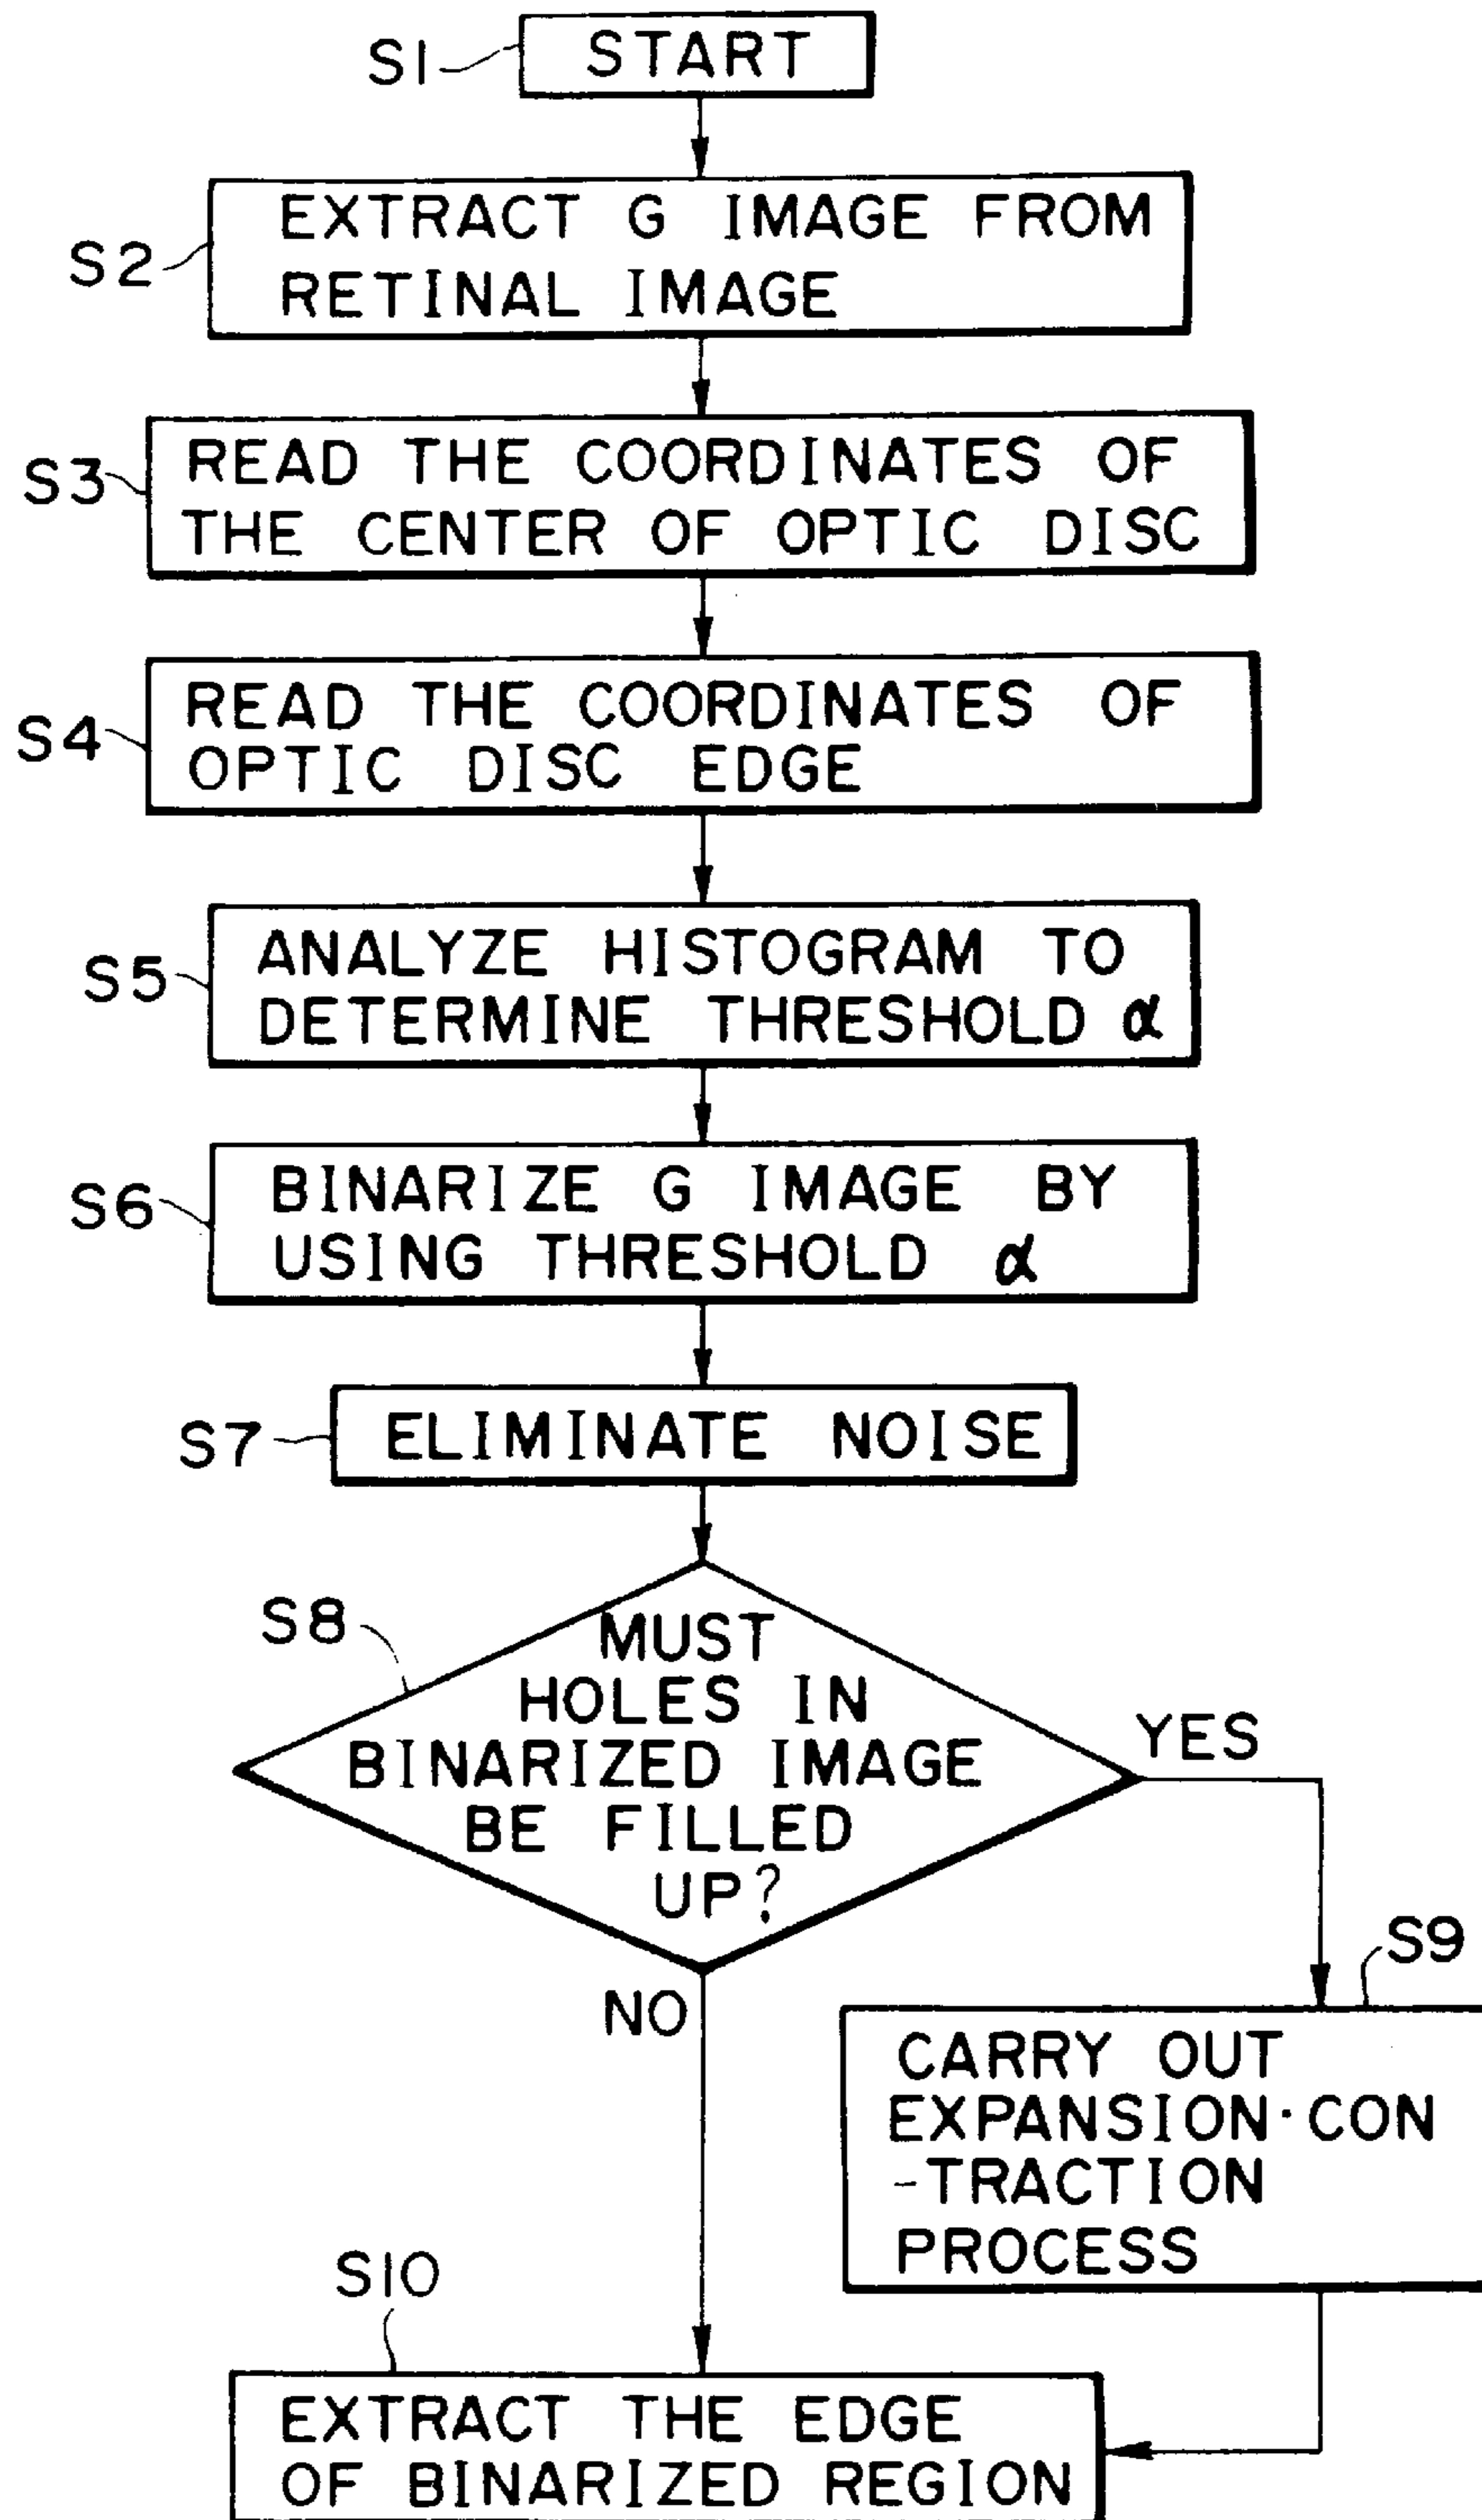 S1
START
S2
EXTRACT G IMAGE FROM
RETINAL IMAGE
S3
READ THE COORDINATES OF
THE CENTER OF OPTIC DISC
S4
READ THE COORDINATES OF
OPTIC DISC EDGE
S5
ANALYZE HISTOGRAM TO
DETERMINE THRESHOLD α
S6
BINARIZE G IMAGE BY
USING THRESHOLD α
S7
ELIMINATE NOISE
S8
MUST
HOLES IN
BINARIZED IMAGE
BE FILLED
UP?
YES
NO
S9
CARRY OUT
EXPANSION·CON
-TRACTION
PROCESS
S10
EXTRACT THE EDGE
OF BINARIZED REGION